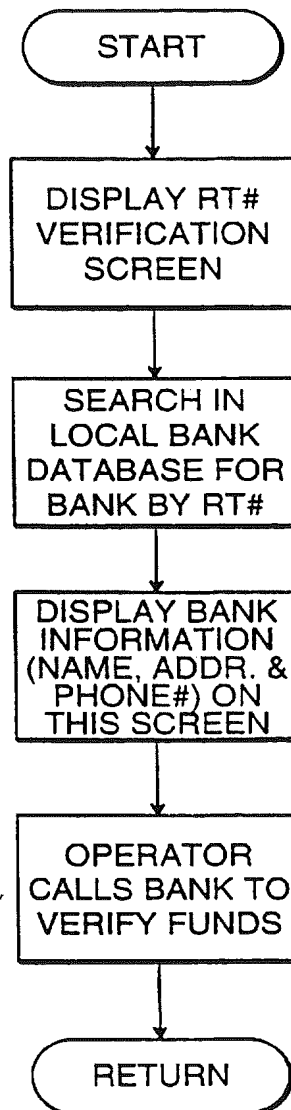 START
DISPLAY RT#
VERIFICATION
SCREEN
SEARCH IN
LOCAL BANK
DATABASE FOR
BANK BY RT#
DISPLAY BANK
INFORMATION
(NAME, ADDR. &
PHONE#) ON
THIS SCREEN
OPERATOR
CALLS BANK TO
VERIFY FUNDS
RETURN